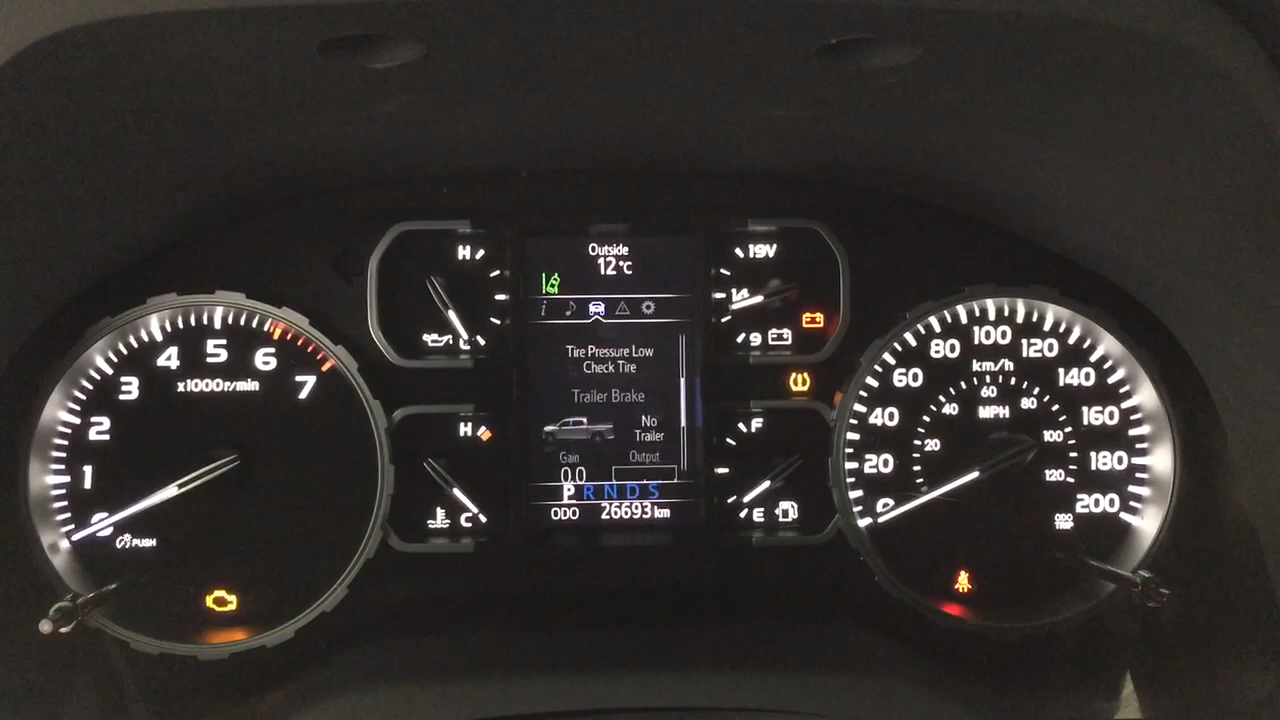 Outside
12°C
i
Tire Pressure Low
Check Tire
Trailer Brake
No
Trailer
Gain
Output
0.0
P R N D S
ODO 26693 km
H
C
H
C
19V
14
9
F
E
0
1
2
3
4
5
6
7
x1000r/min
PUSH
0
20
40
60
80
100
120
140
160
180
200
km/h
MPH
20
40
60
80
100
120
ODO
TRIP